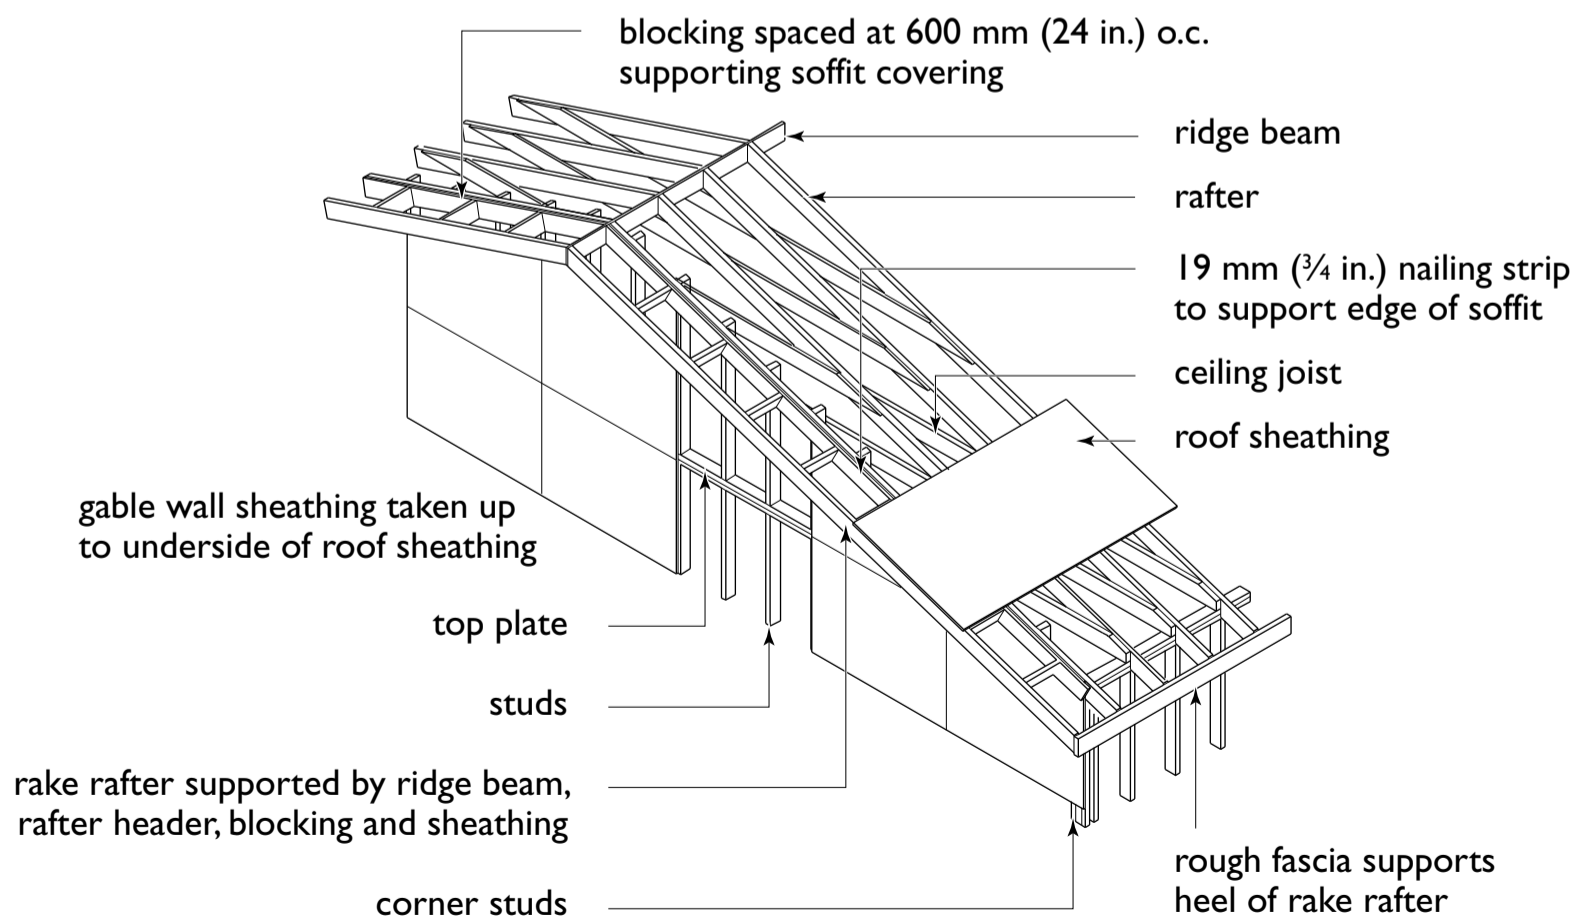 blocking spaced at 600 mm (24 in.) o.c.
supporting soffit covering
ridge beam
rafter
19 mm (¾ in.) nailing strip
to support edge of soffit
ceiling joist
roof sheathing
gable wall sheathing taken up
to underside of roof sheathing
top plate
studs
rake rafter supported by ridge beam,
rafter header, blocking and sheathing
corner studs
rough fascia supports
heel of rake rafter